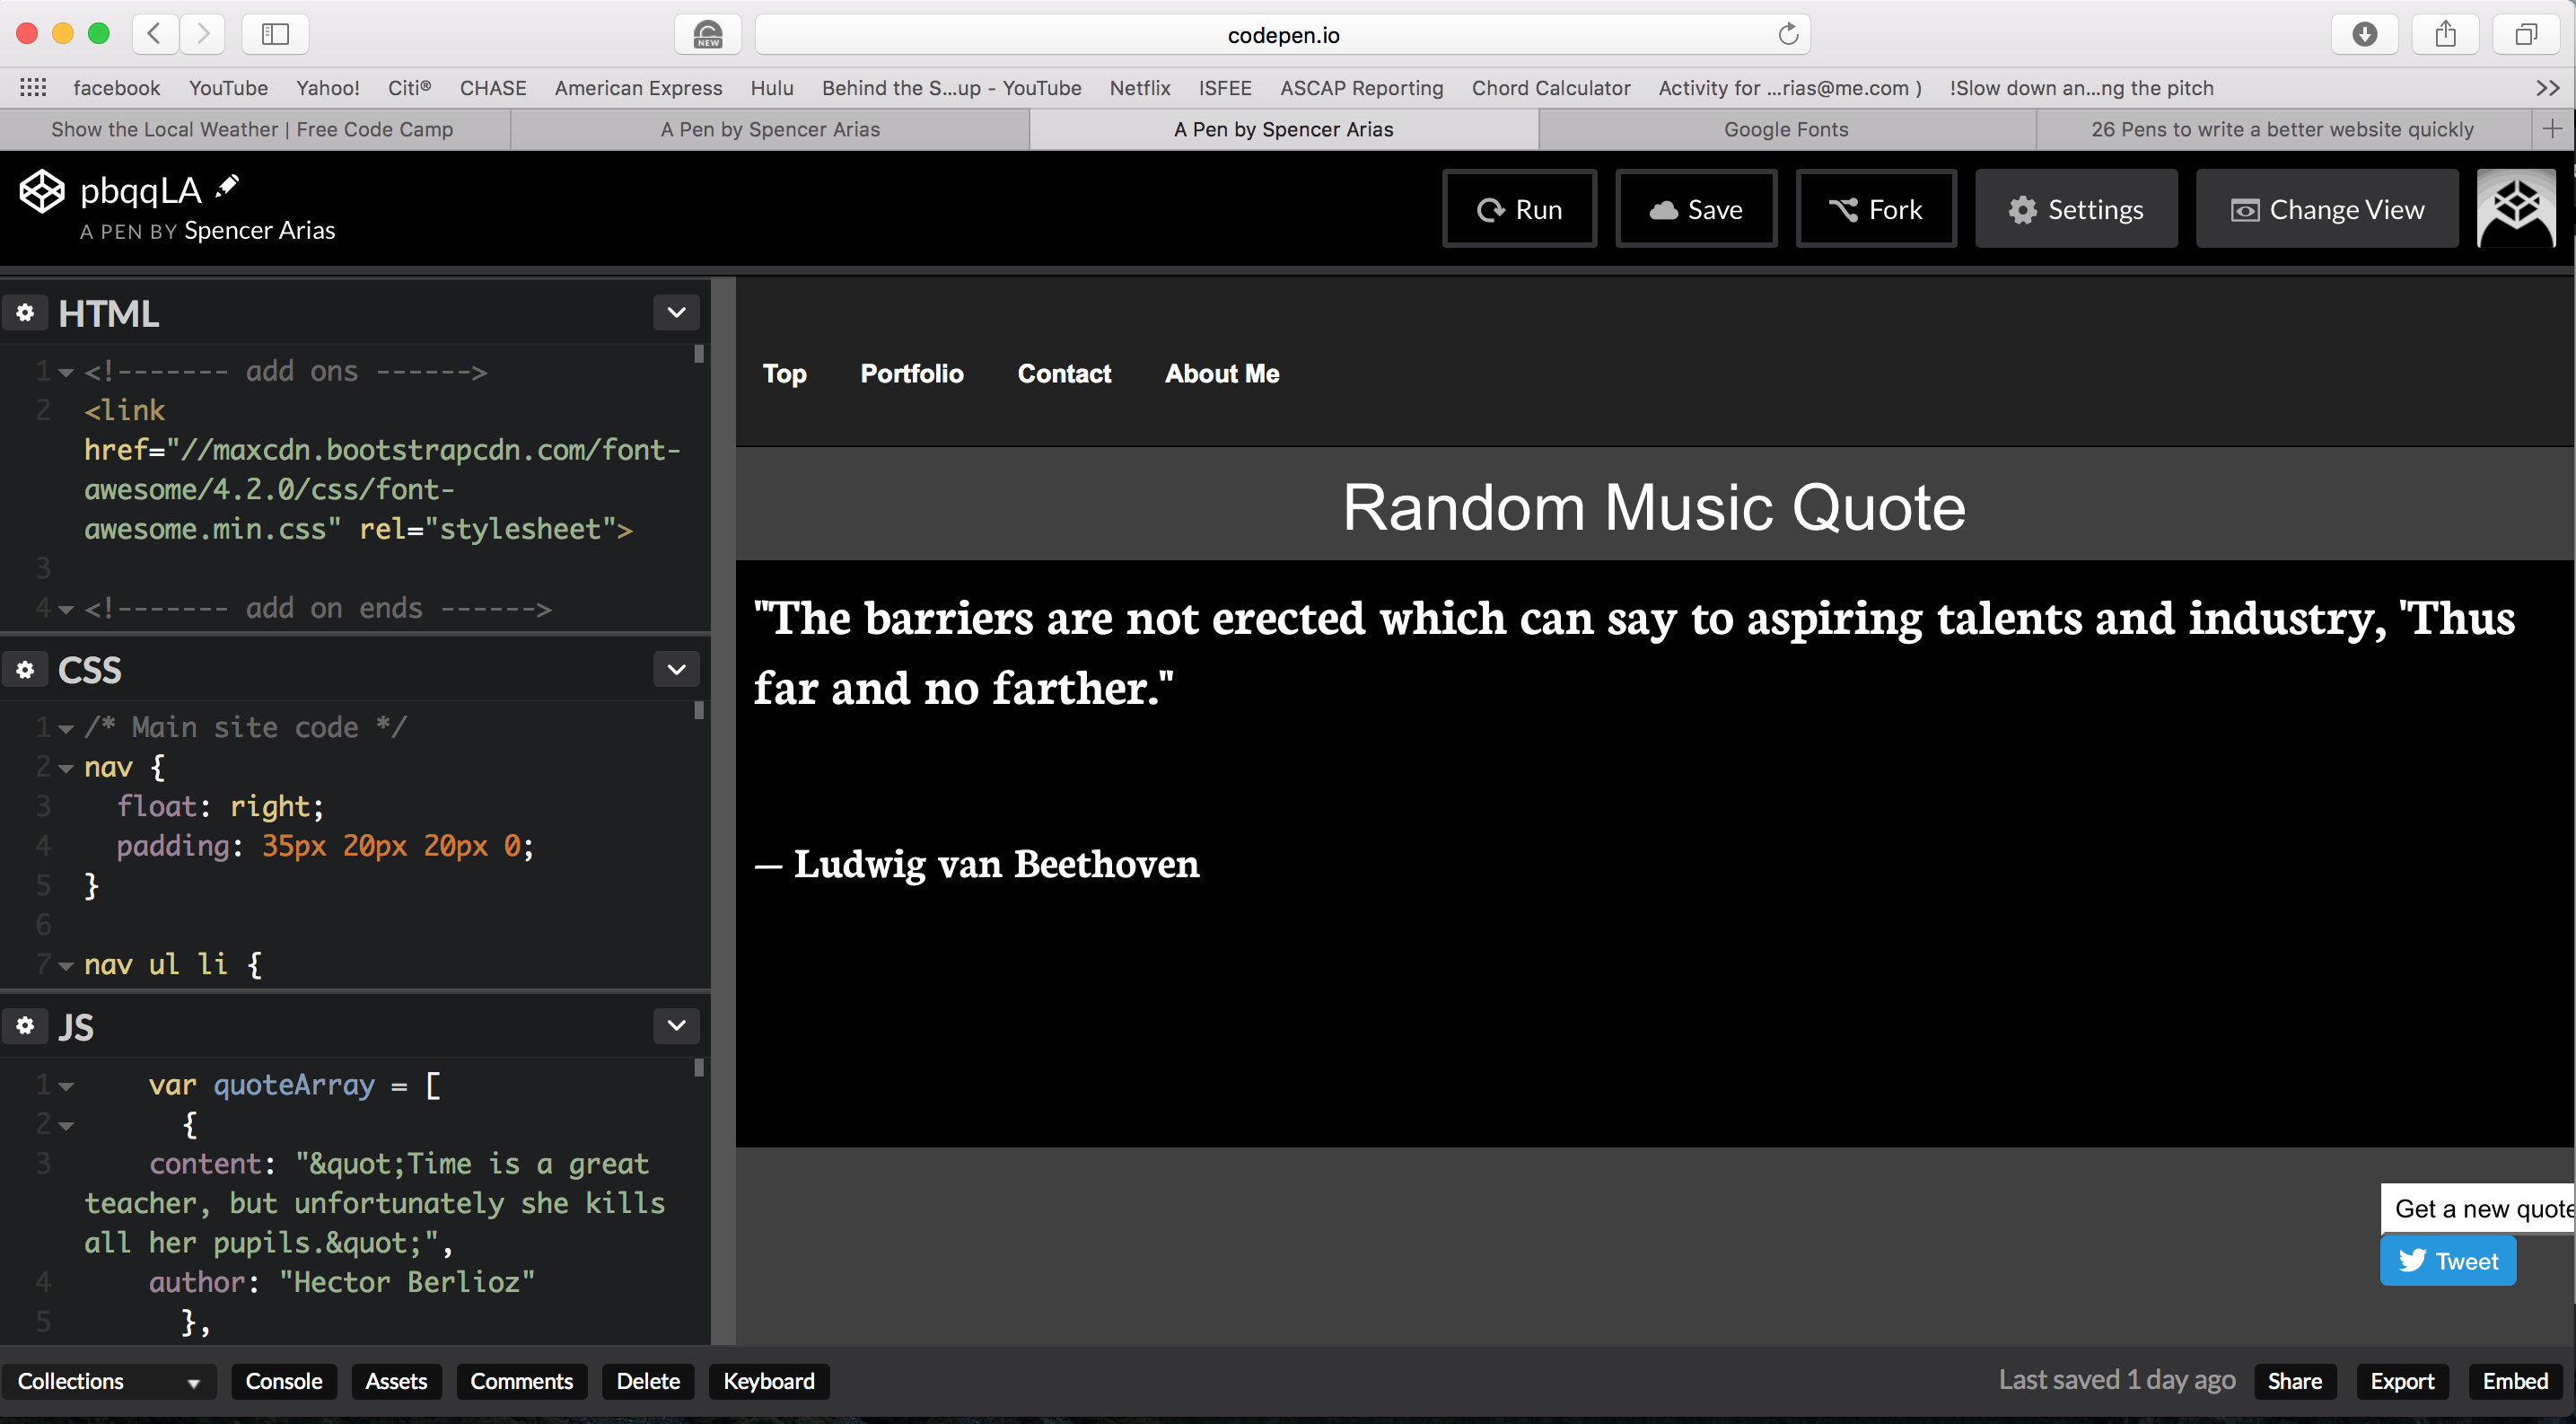 NEW
codepen.io
facebook YouTube Yahoo! Citi® CHASE American Express Hulu Behind the S...up - YouTube Netflix ISFEE ASCAP Reporting Chord Calculator Activity for ...rias@me.com ) !Slow down an...ng the pitch >>
Show the Local Weather | Free Code Camp A Pen by Spencer Arias A Pen by Spencer Arias Google Fonts 26 Pens to write a better website quickly
pbqqLA
A PEN BY Spencer Arias
Run Save Fork Settings Change View
HTML
1 <!------- add ons ------>
2 <link
href="//maxcdn.bootstrapcdn.com/font-
awesome/4.2.0/css/font-
awesome.min.css" rel="stylesheet">
3
4 <!------- add on ends ------>
CSS
1 /* Main site code */
2 nav {
3 float: right;
4 padding: 35px 20px 20px 0;
5 }
6
7 nav ul li {
JS
1 var quoteArray = [
2 {
3 content: "&quot;Time is a great
teacher, but unfortunately she kills
all her pupils.&quot;",
4 author: "Hector Berlioz"
5 },
Top Portfolio Contact About Me
Random Music Quote
"The barriers are not erected which can say to aspiring talents and industry, 'Thus
far and no farther."
— Ludwig van Beethoven
Get a new quote
Tweet
Collections Console Assets Comments Delete Keyboard
Last saved 1 day ago Share Export Embed